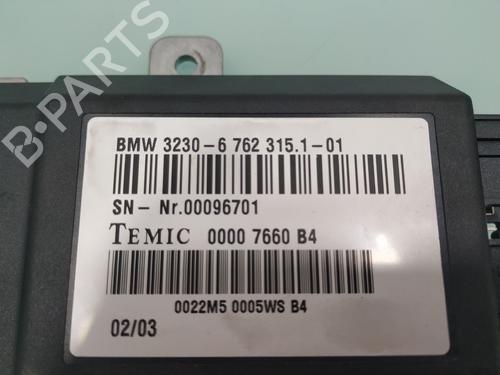 B-PARTS
BMW 3230-6 762 315.1-01
SN- Nr.00096701
TEMIC 0000 7660 B4
0022M5 0005WS B4
02/03